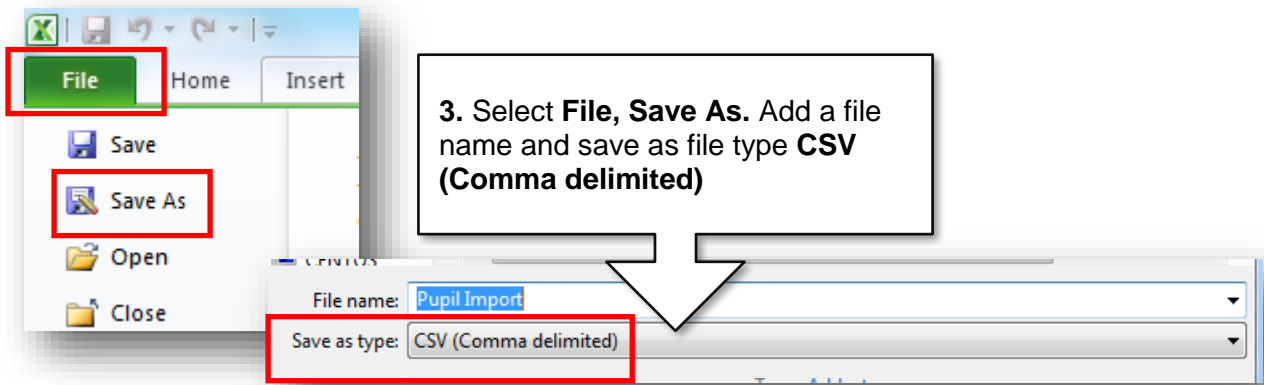 File Home Insert
Save
Save As
Open
Close
3. Select File, Save As. Add a file
name and save as file type CSV
(Comma delimited)
File name: Pupil Import
Save as type: CSV (Comma delimited)